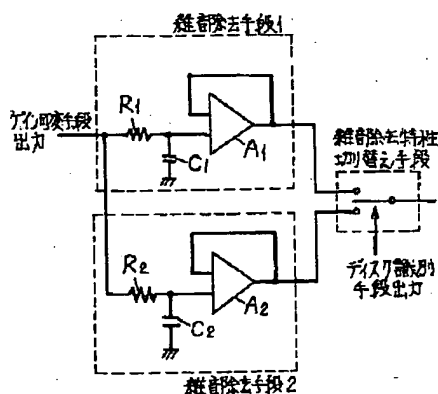 雑音除去手段1
ゲイン可変手段
出力
R1
C1
A1
雑音除去特性
切り替え手段
ディスク識別
手段出力
R2
C2
A2
雑音除去手段2